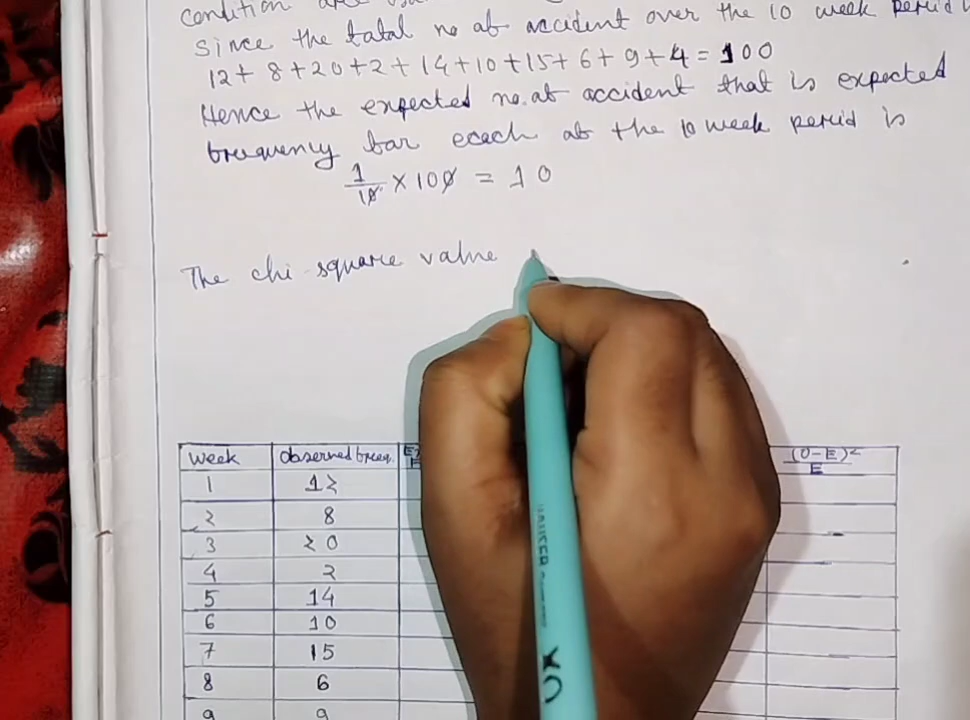 condition are
Since the total no of accident over the 10 week period
12 + 8 + 20 + 2 + 14 + 10 + 15 + 6 + 9 + 4 = 100
Hence the expected no. of accident that is expected
frequency for each of the 10 week period is
1/10 × 100 = 10
The chi-square value
Week observed frequ. (O-E)²/E
1 12
2 8
3 20
4 2
5 14
6 10
7 15
8 6
9 9
XO